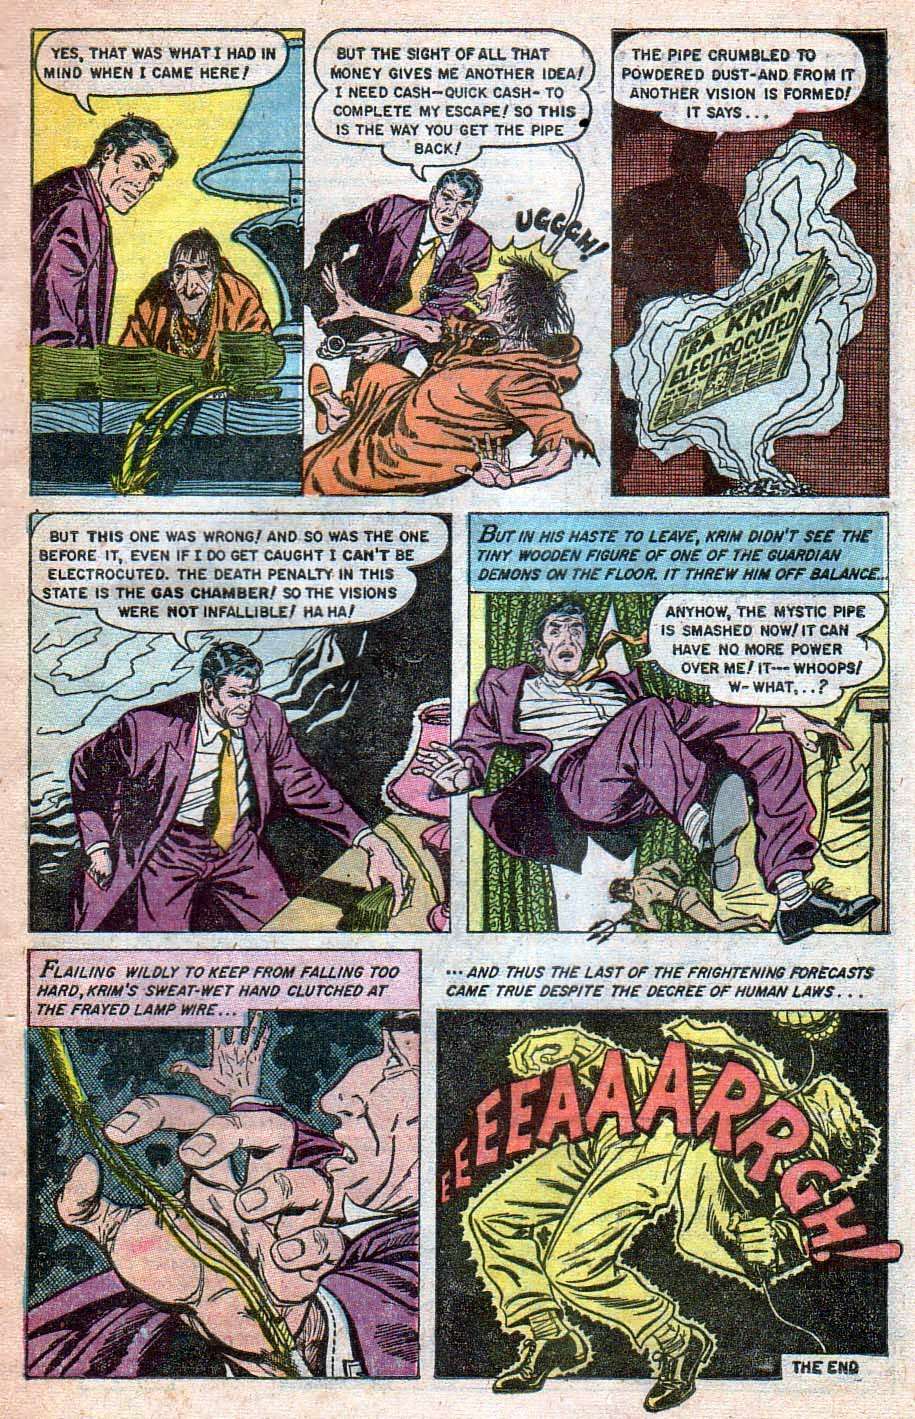 YES, THAT WAS WHAT I HAD IN
MIND WHEN I CAME HERE!
BUT THE SIGHT OF ALL THAT
MONEY GIVES ME ANOTHER IDEA!
I NEED CASH--QUICK CASH-TO
COMPLETE MY ESCAPE! SO THIS
IS THE WAY YOU GET THE PIPE
BACK!
UGGGH!
THE PIPE CRUMBLED TO
POWDERED DUST-AND FROM IT
ANOTHER VISION IS FORMED!
IT SAYS...
IRA KRIM
ELECTROCUTED
BUT THIS ONE WAS WRONG! AND SO WAS THE ONE
BEFORE IT, EVEN IF I DO GET CAUGHT I CAN'T BE
ELECTROCUTED. THE DEATH PENALTY IN THIS
STATE IS THE GAS CHAMBER! SO THE VISIONS
WERE NOT INFALLIBLE! HA HA!
BUT IN HIS HASTE TO LEAVE, KRIM DIDN'T SEE THE
TINY WOODEN FIGURE OF ONE OF THE GUARDIAN
DEMONS ON THE FLOOR. IT THREW HIM OFF BALANCE...
ANYHOW, THE MYSTIC PIPE
IS SMASHED NOW! IT CAN
HAVE NO MORE POWER
OVER ME! IT--- WHOOPS!
W-WHAT...?
FLAILING WILDLY TO KEEP FROM FALLING TOO
HARD, KRIM'S SWEAT-WET HAND CLUTCHED AT
THE FRAYED LAMP WIRE...
...AND THUS THE LAST OF THE FRIGHTENING FORECASTS
CAME TRUE DESPITE THE DECREE OF HUMAN LAWS...
EEEEEAAAARRGH!
THE END